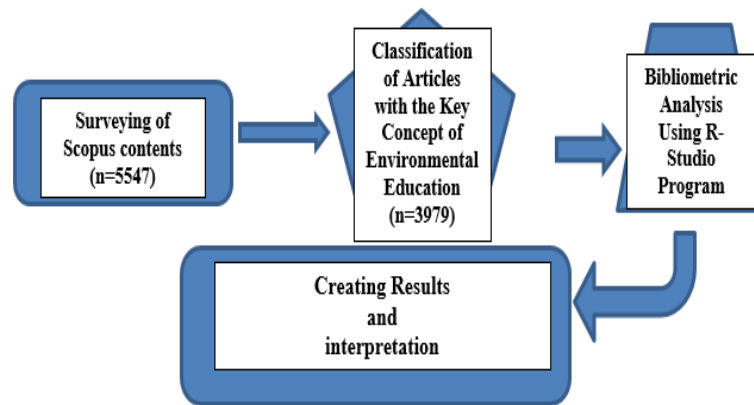 Surveying of
Scopus contents
(n=5547)
Classification
of Articles
with the Key
Concept of
Environmental
Education
(n=3979)
Bibliometric
Analysis
Using R-
Studio
Program
Creating Results
and
interpretation